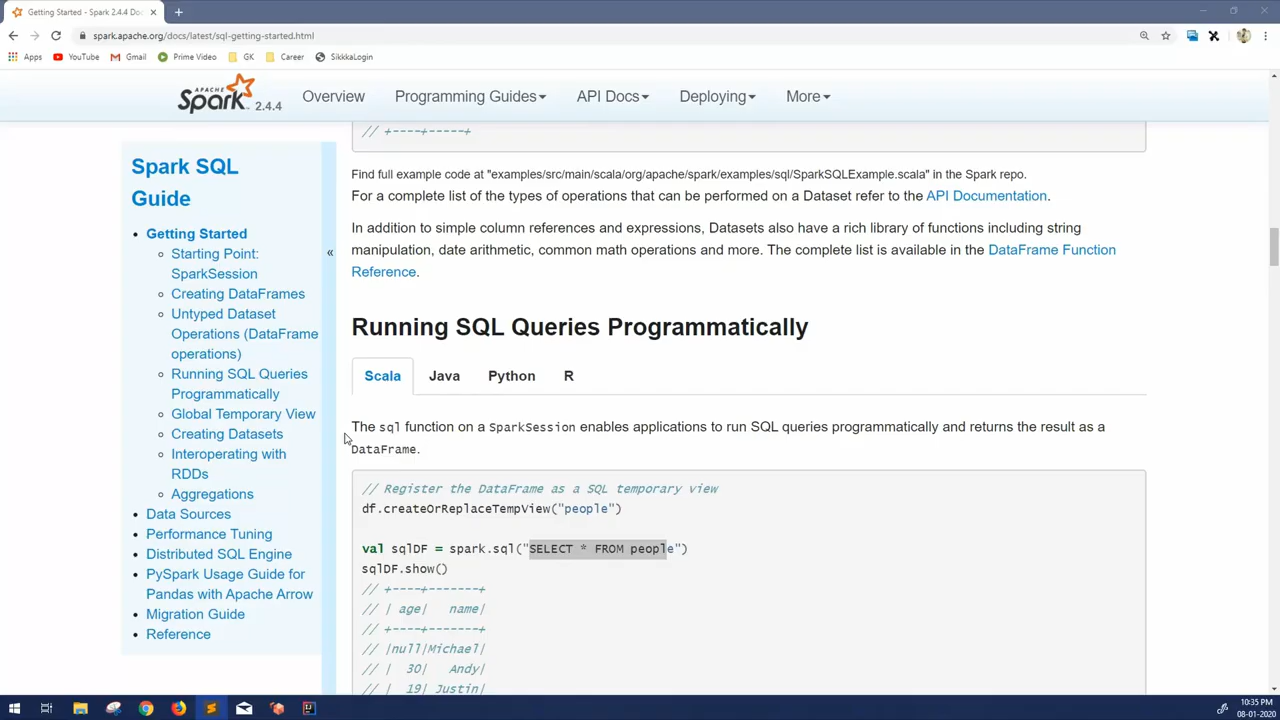 Getting Started - Spark 2.4.4 Doc
spark.apache.org/docs/latest/sql-getting-started.html
Apps YouTube Gmail Prime Video GK Career SikkkaLogin
APACHE Spark 2.4.4 Overview Programming Guides API Docs Deploying More
// +----+-----+
Spark SQL
Guide
Getting Started
Starting Point:
SparkSession
Creating DataFrames
Untyped Dataset
Operations (DataFrame
operations)
Running SQL Queries
Programmatically
Global Temporary View
Creating Datasets
Interoperating with
RDDs
Aggregations
Data Sources
Performance Tuning
Distributed SQL Engine
PySpark Usage Guide for
Pandas with Apache Arrow
Migration Guide
Reference
«
Find full example code at "examples/src/main/scala/org/apache/spark/examples/sql/SparkSQLExample.scala" in the Spark repo.
For a complete list of the types of operations that can be performed on a Dataset refer to the API Documentation.
In addition to simple column references and expressions, Datasets also have a rich library of functions including string
manipulation, date arithmetic, common math operations and more. The complete list is available in the DataFrame Function
Reference.
Running SQL Queries Programmatically
Scala Java Python R
The sql function on a SparkSession enables applications to run SQL queries programmatically and returns the result as a
DataFrame.
// Register the DataFrame as a SQL temporary view
df.createOrReplaceTempView("people")
val sqlDF = spark.sql("SELECT * FROM people")
sqlDF.show()
// +----+-------+
// | age|   name|
// +----+-------+
// |null|Michael|
// |  30|   Andy|
// |  19| Justin|
10:35 PM
08-01-2020